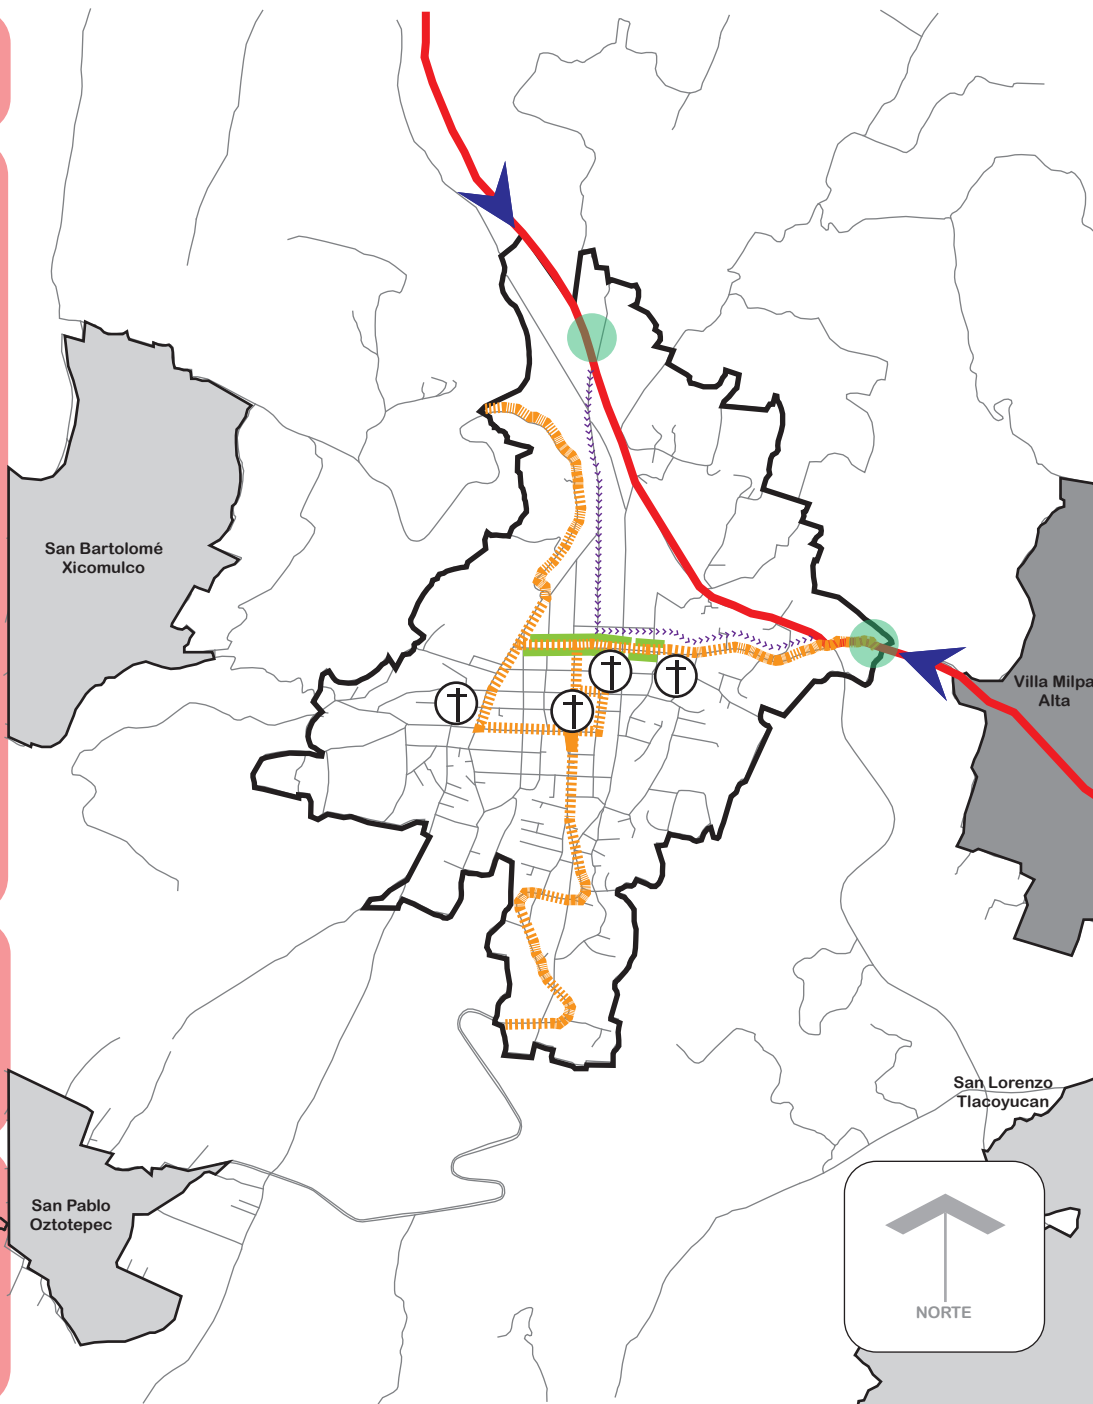 San Bartolomé
Xicomulco
Villa Milpa
Alta
San Lorenzo
Tlacoyucan
San Pablo
Oztotepec
NORTE